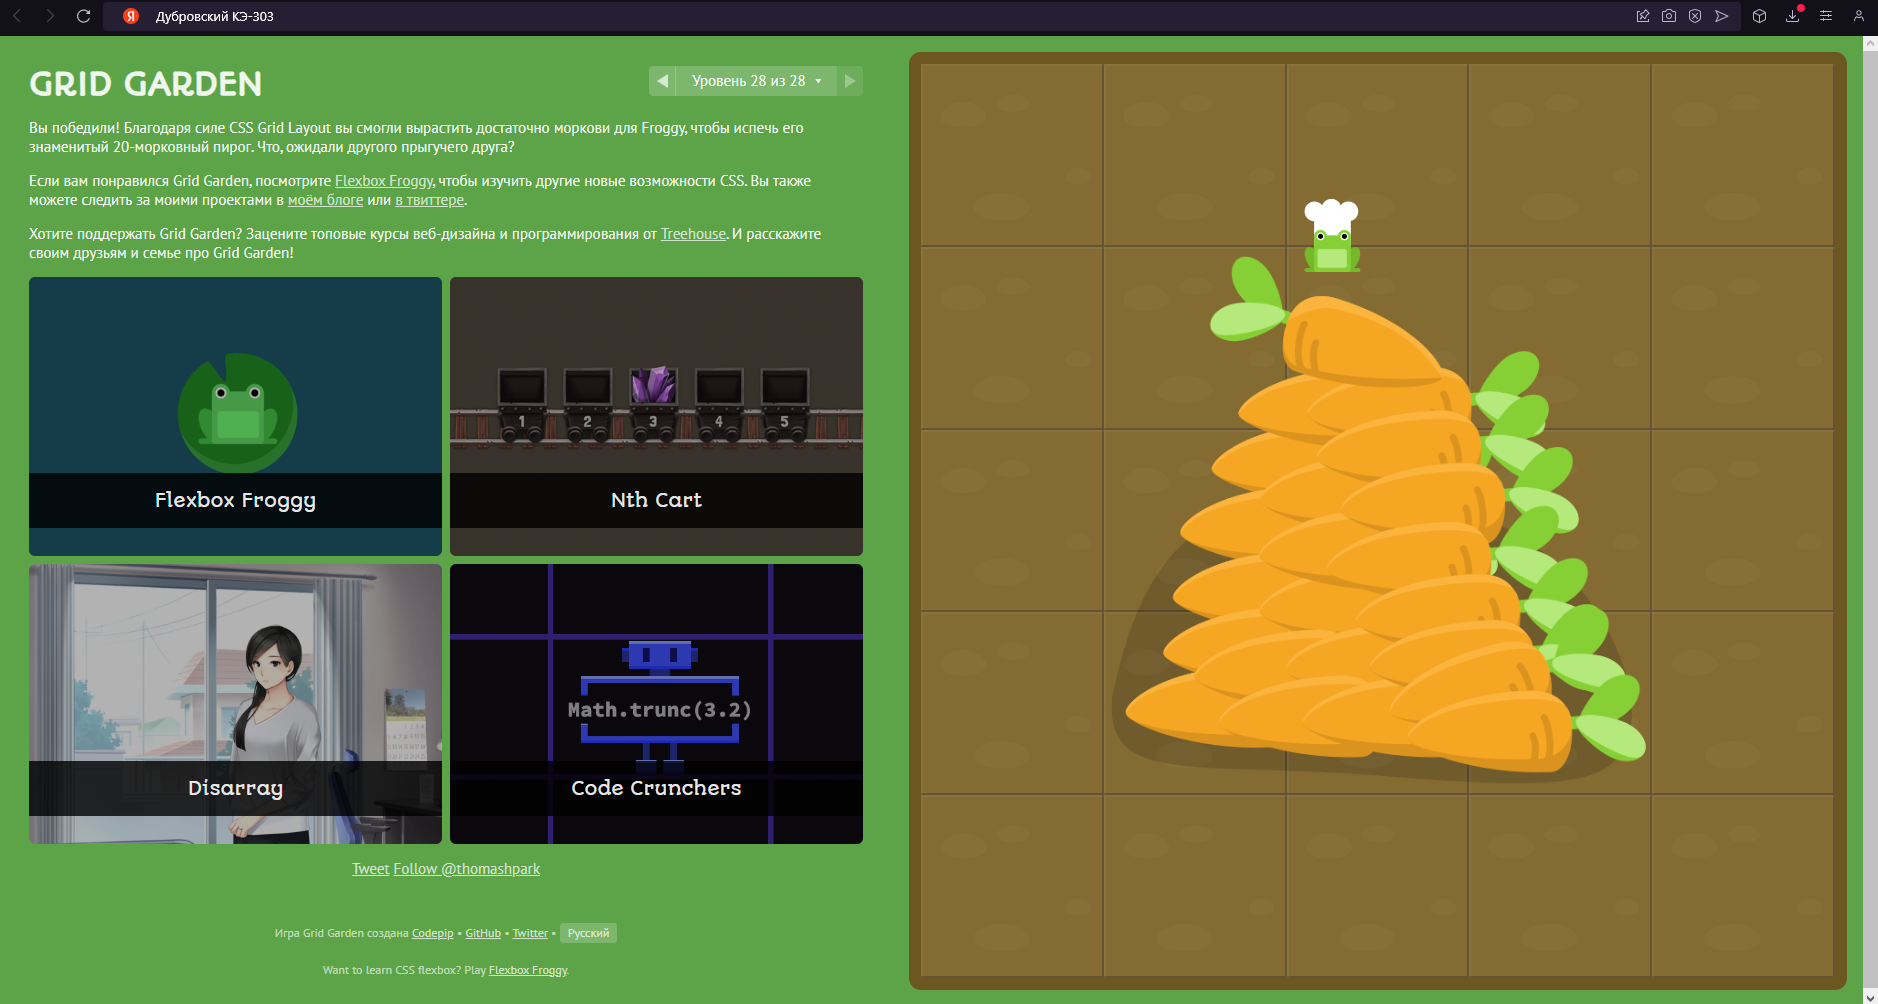 Я Дубровский КЭ-303
GRID GARDEN
Уровень 28 из 28
Вы победили! Благодаря силе CSS Grid Layout вы смогли вырастить достаточно моркови для Froggy, чтобы испечь его
знаменитый 20-морковный пирог. Что, ожидали другого прыгучего друга?
Если вам понравился Grid Garden, посмотрите Flexbox Froggy, чтобы изучить другие новые возможности CSS. Вы также
можете следить за моими проектами в моём блоге или в твиттере.
Хотите поддержать Grid Garden? Зацените топовые курсы веб-дизайна и программирования от Treehouse. И расскажите
своим друзьям и семье про Grid Garden!
Flexbox Froggy
1 2 3 4 5
Nth Cart
Disarray
Math.trunc(3.2)
Code Crunchers
Tweet Follow @thomashpark
Игра Grid Garden создана Codepip • GitHub • Twitter • Русский
Want to learn CSS flexbox? Play Flexbox Froggy.